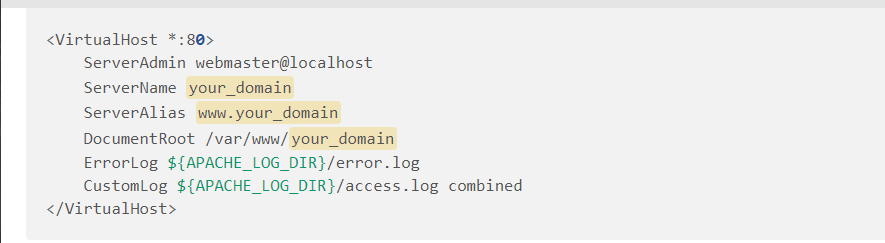 <VirtualHost *:80>
    ServerAdmin webmaster@localhost
    ServerName your_domain
    ServerAlias www.your_domain
    DocumentRoot /var/www/your_domain
    ErrorLog ${APACHE_LOG_DIR}/error.log
    CustomLog ${APACHE_LOG_DIR}/access.log combined
</VirtualHost>